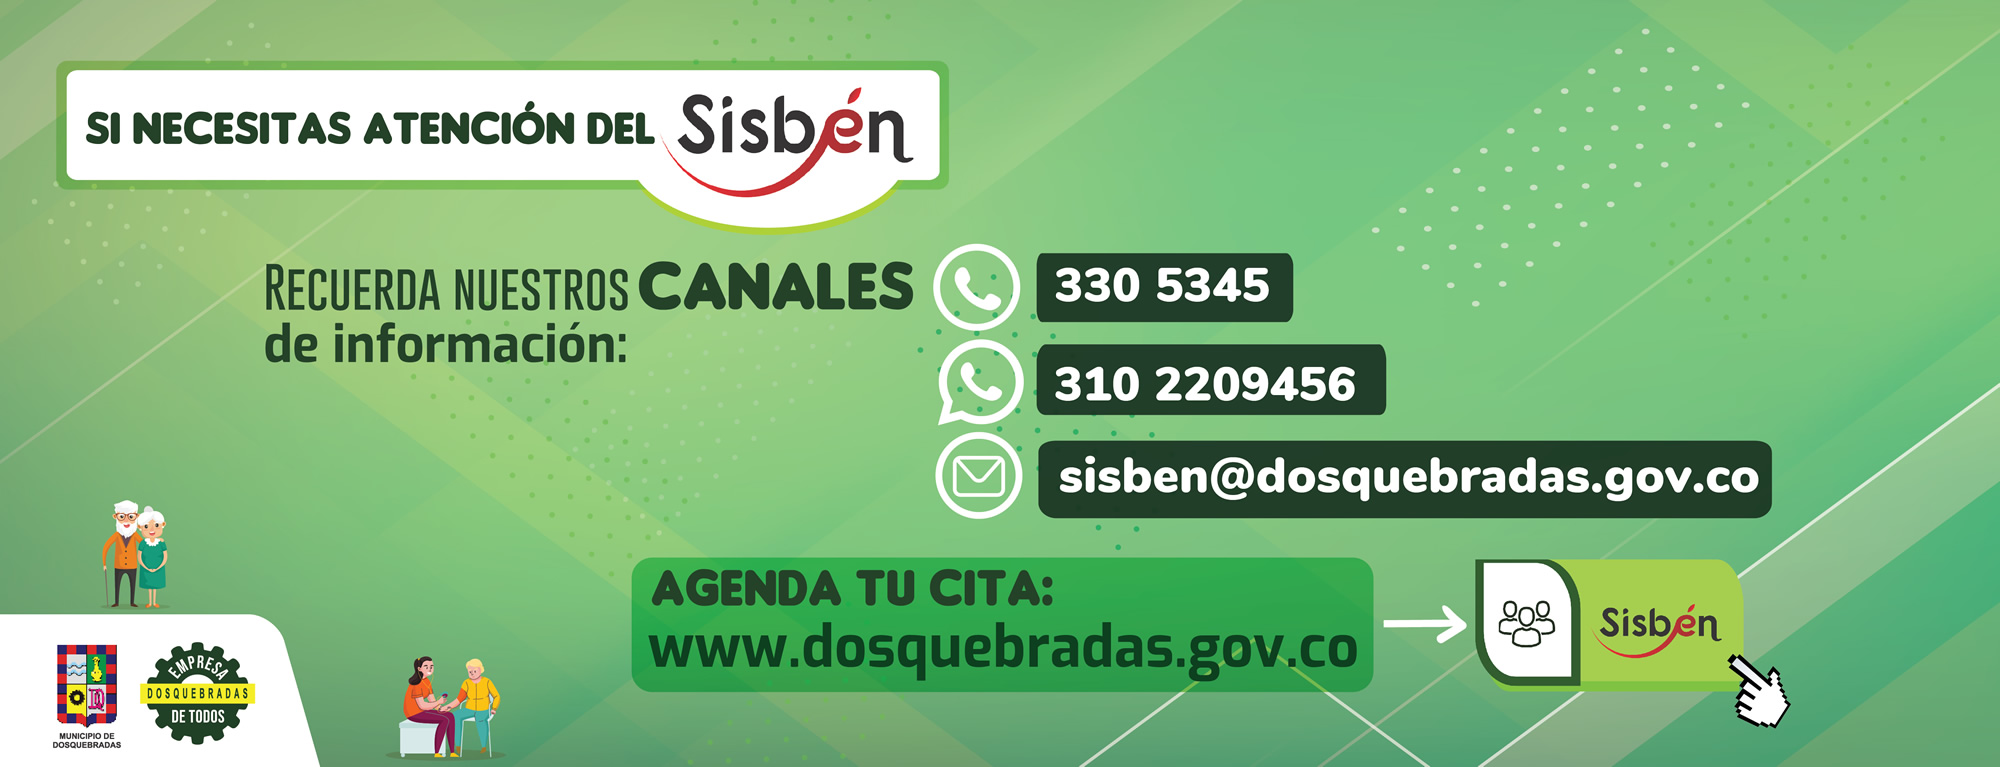 SI NECESITAS ATENCIÓN DEL Sisbén
RECUERDA NUESTROS CANALES
de información:
330 5345
310 2209456
sisben@dosquebradas.gov.co
AGENDA TU CITA:
www.dosquebradas.gov.co
Sisbén
MUNICIPIO DE
DOSQUEBRADAS
EMPRESA
DOSQUEBRADAS
DE TODOS